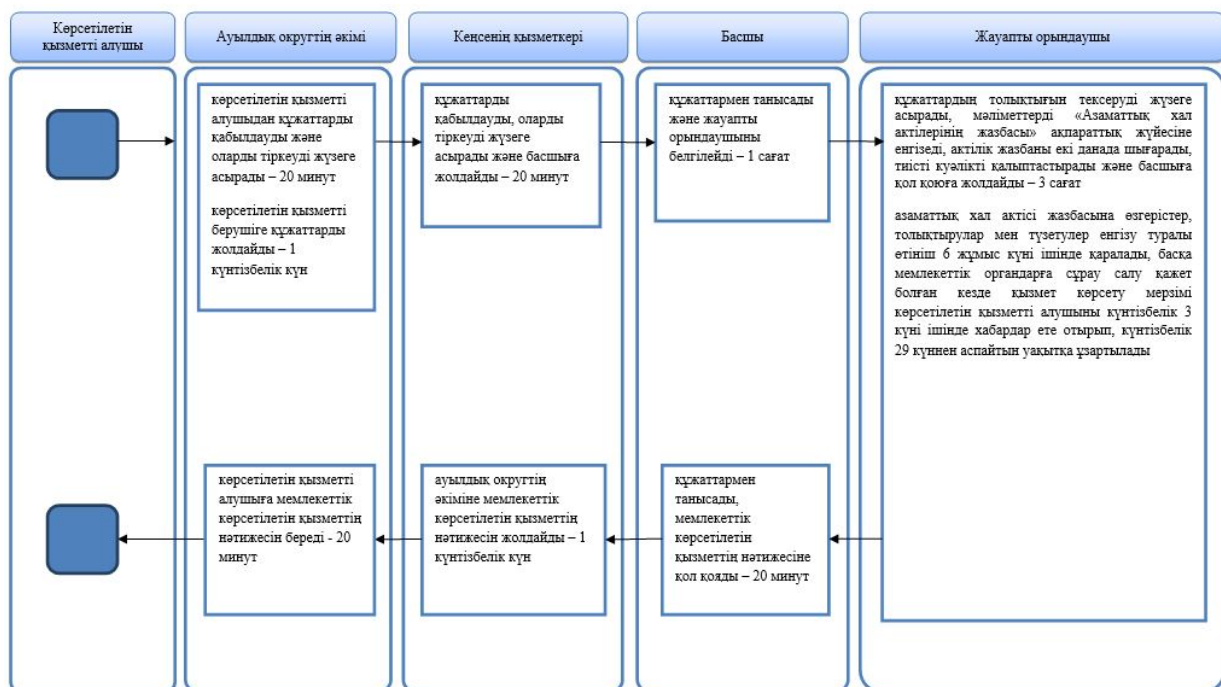 Көрсетілетін
қызметті алушы
Ауылдық округтің әкімі
Кеңсенің қызметкері
Басшы
Жауапты орындаушы
көрсетілетін қызметті
алушыдан құжаттарды
қабылдауды және
оларды тіркеуді жүзеге
асырады – 20 минут
көрсетілетін қызметті
берушіге құжаттарды
жолдайды – 1
күнтізбелік күн
құжаттарды
қабылдауды, оларды
тіркеуді жүзеге
асырады және басшыға
жолдайды – 20 минут
құжаттармен танысады
және жауапты
орындаушыны
белгілейді – 1 сағат
құжаттардың толықтығын тексеруді жүзеге
асырады, мәліметтерді «Азаматтық хал
актілерінің жазбасы» ақпараттық жүйесіне
енгізеді, актілік жазбаны екі данада шығарады,
тиісті куәлікті қалыптастырады және басшыға
қол қоюға жолдайды – 3 сағат
азаматтық хал актісі жазбасына өзгерістер,
толықтырулар мен түзетулер енгізу туралы
өтініш 6 жұмыс күні ішінде қаралады, басқа
мемлекеттік органдарға сұрау салу қажет
болған кезде қызмет көрсету мерзімі
көрсетілетін қызметті алушыны күнтізбелік 3
күні ішінде хабардар ете отырып, күнтізбелік
29 күннен аспайтын уақытқа ұзартылады
көрсетілетін қызметті
алушыға мемлекеттік
көрсетілетін қызметтің
нәтижесін береді - 20
минут
ауылдық округтің
әкіміне мемлекеттік
көрсетілетін қызметтің
нәтижесін жолдайды – 1
күнтізбелік күн
құжаттармен
танысады,
мемлекеттік
көрсетілетін
қызметтің нәтижесіне
қол қояды – 20 минут